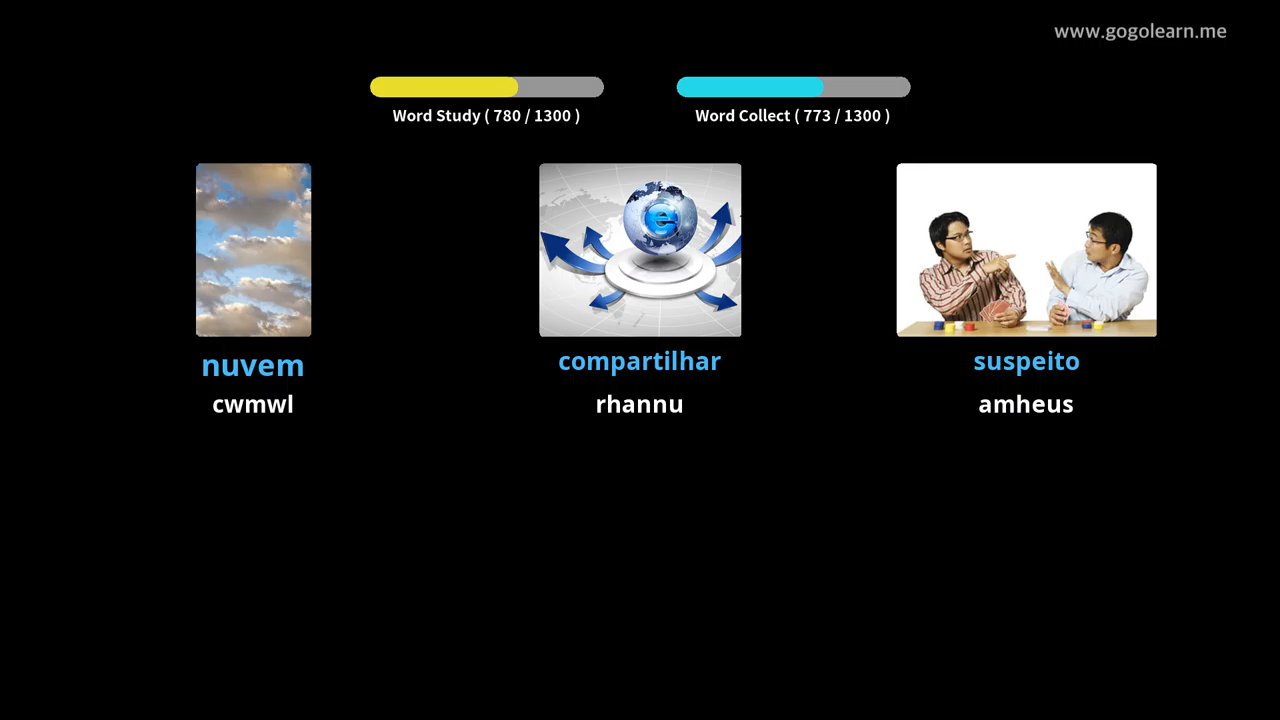 www.gogolearn.me
Word Study ( 780 / 1300 )
Word Collect ( 773 / 1300 )
e
nuvem
compartilhar
suspeito
cwmwl
rhannu
amheus